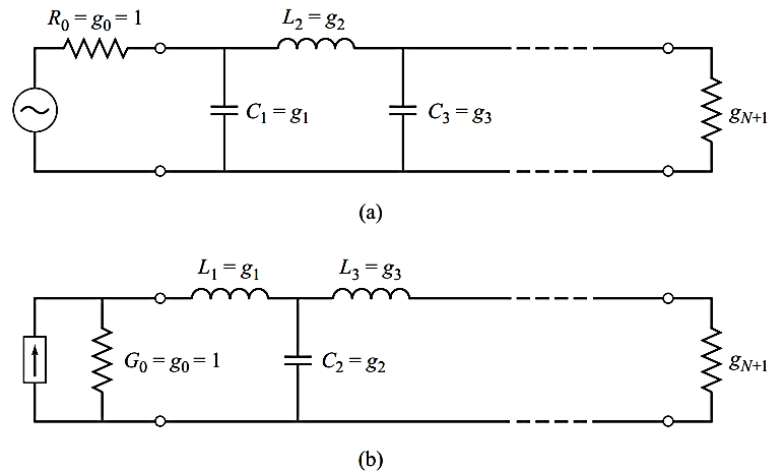 R₀ = g₀ = 1
L₂ = g₂
C₁ = g₁
C₃ = g₃
gN+1
(a)
L₁ = g₁
L₃ = g₃
G₀ = g₀ = 1
C₂ = g₂
gN+1
(b)